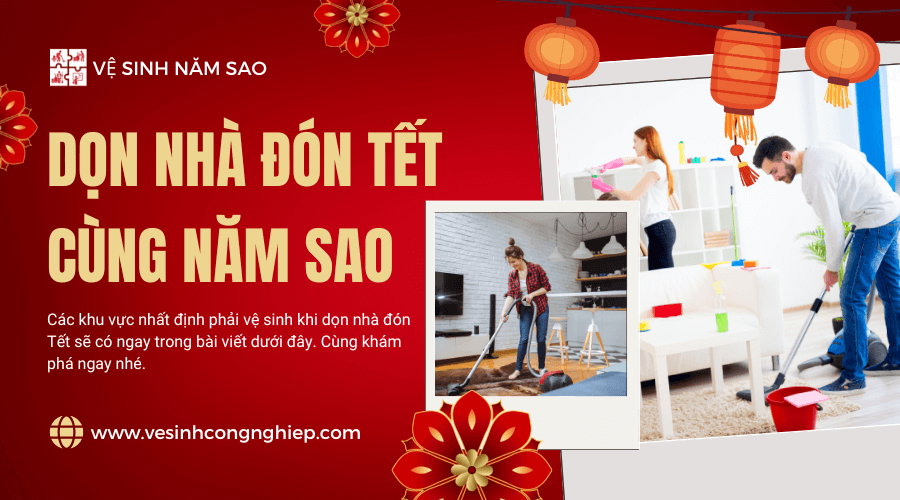 VỆ SINH NĂM SAO
DỌN NHÀ ĐÓN TẾT
CÙNG NĂM SAO
Các khu vực nhất định phải vệ sinh khi dọn nhà đón
Tết sẽ có ngay trong bài viết dưới đây. Cùng khám
phá ngay nhé.
www.vesinhcongnghiep.com